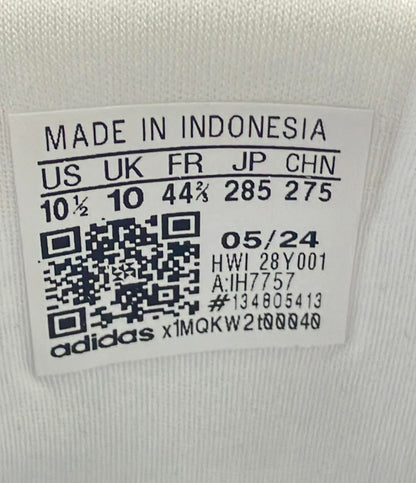 MADE IN INDONESIA
US UK FR JP CHN
10½ 10 44⅔ 285 275
05/24
HWI 28Y001
A:IH7757
#134805413
adidas x1MQKW2t00040